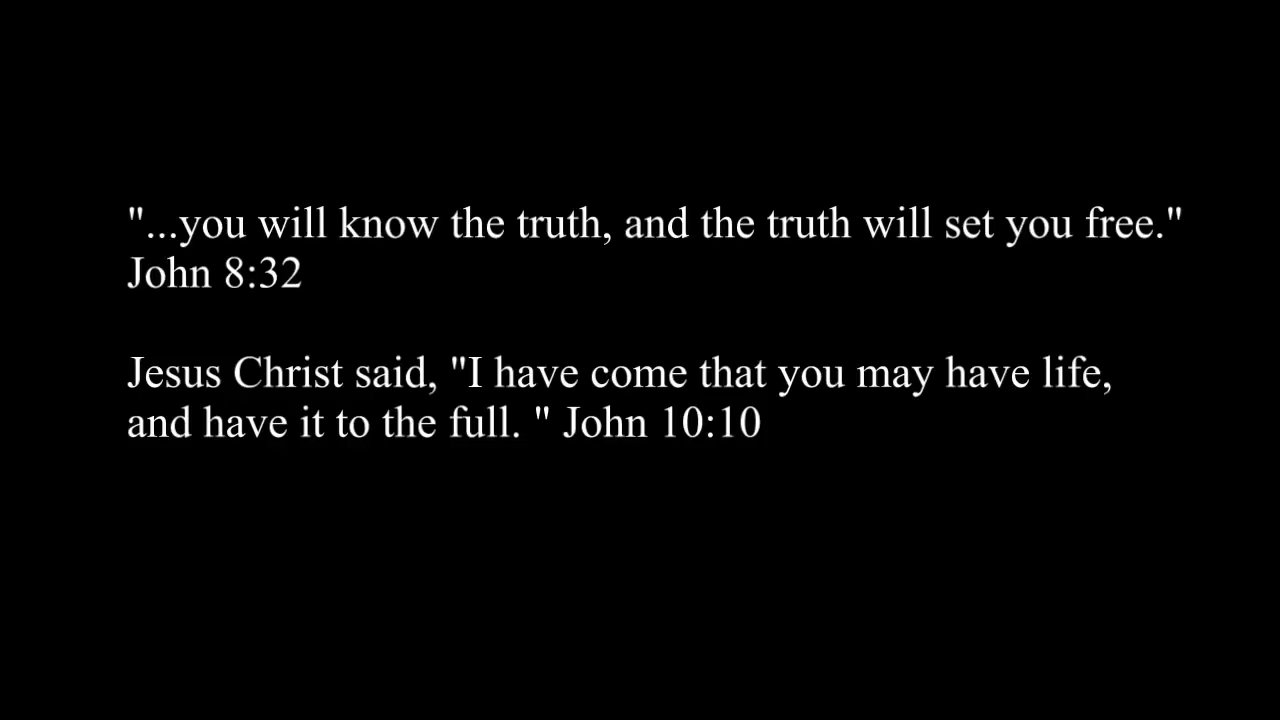 "...you will know the truth, and the truth will set you free."
John 8:32
Jesus Christ said, "I have come that you may have life,
and have it to the full. " John 10:10